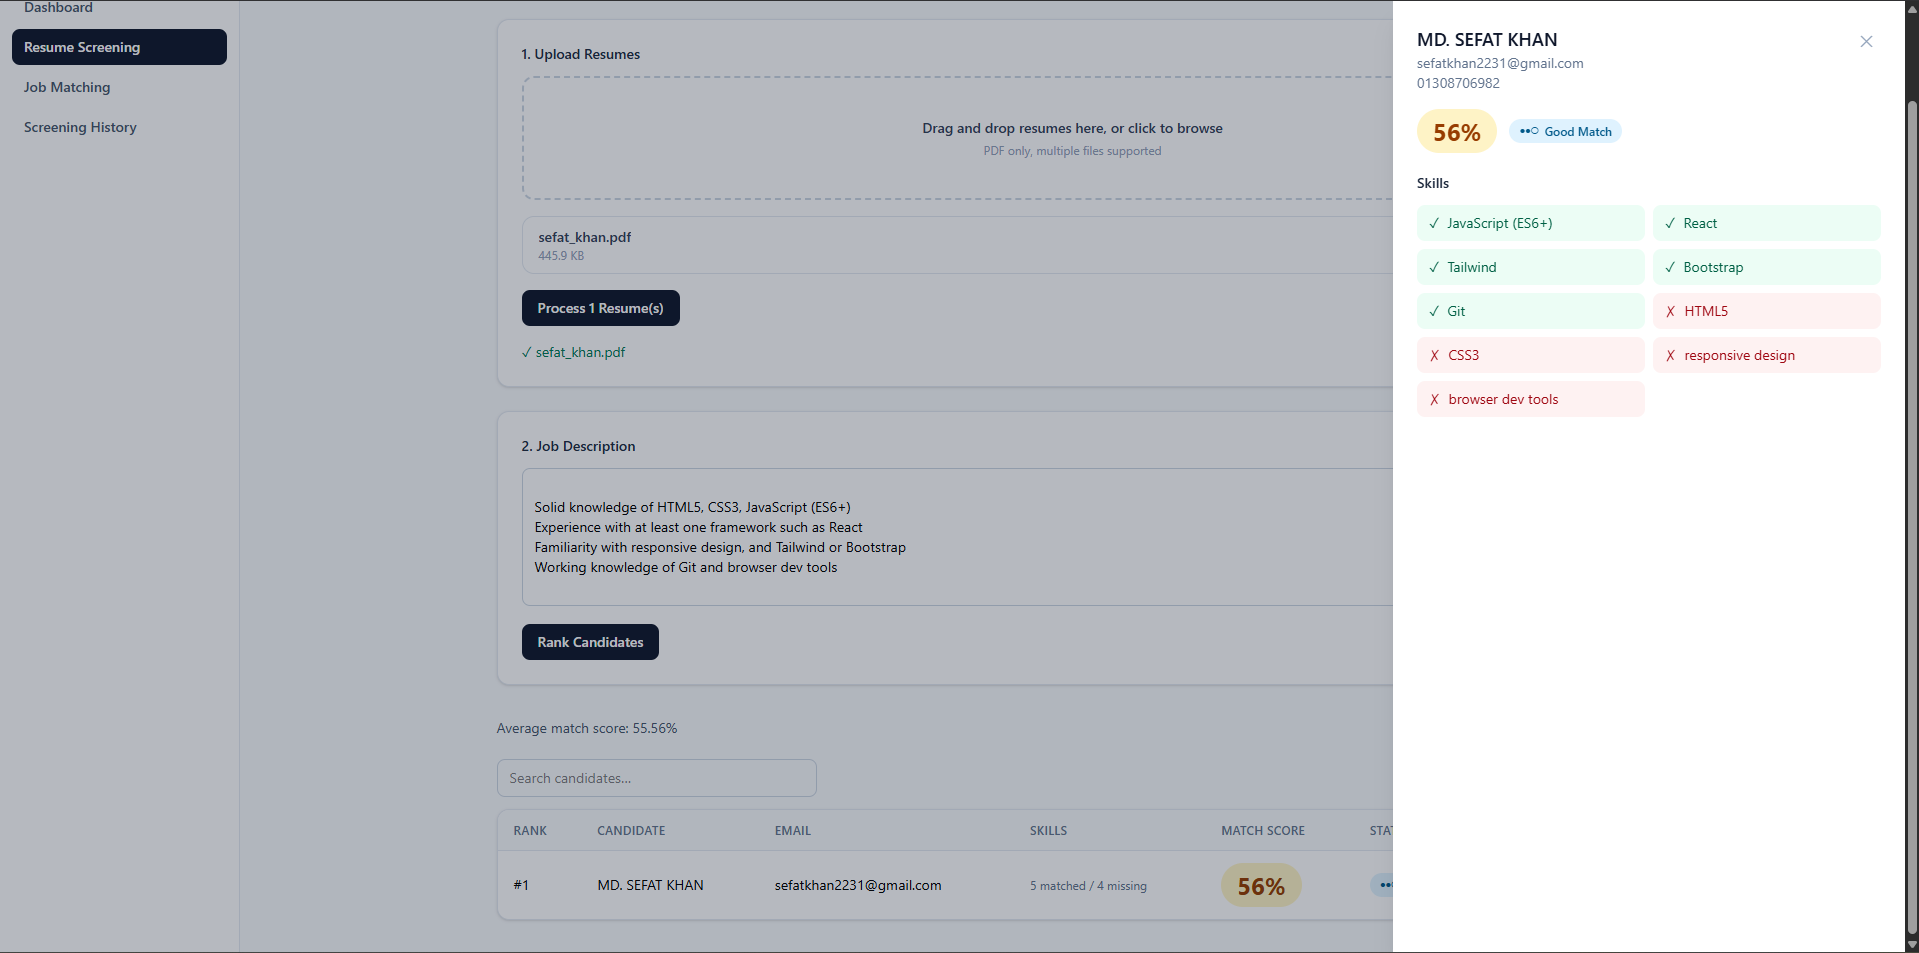 Dashboard
Resume Screening
Job Matching
Screening History
1. Upload Resumes
Drag and drop resumes here, or click to browse
PDF only, multiple files supported
sefat_khan.pdf
445.9 KB
Process 1 Resume(s)
✓ sefat_khan.pdf
2. Job Description
Solid knowledge of HTML5, CSS3, JavaScript (ES6+)
Experience with at least one framework such as React
Familiarity with responsive design, and Tailwind or Bootstrap
Working knowledge of Git and browser dev tools
Rank Candidates
Average match score: 55.56%
Search candidates...
RANK CANDIDATE EMAIL SKILLS MATCH SCORE STAT
#1 MD. SEFAT KHAN sefatkhan2231@gmail.com 5 matched / 4 missing 56%
MD. SEFAT KHAN
sefatkhan2231@gmail.com
01308706982
56% Good Match
Skills
✓ JavaScript (ES6+) ✓ React
✓ Tailwind ✓ Bootstrap
✓ Git ✗ HTML5
✗ CSS3 ✗ responsive design
✗ browser dev tools